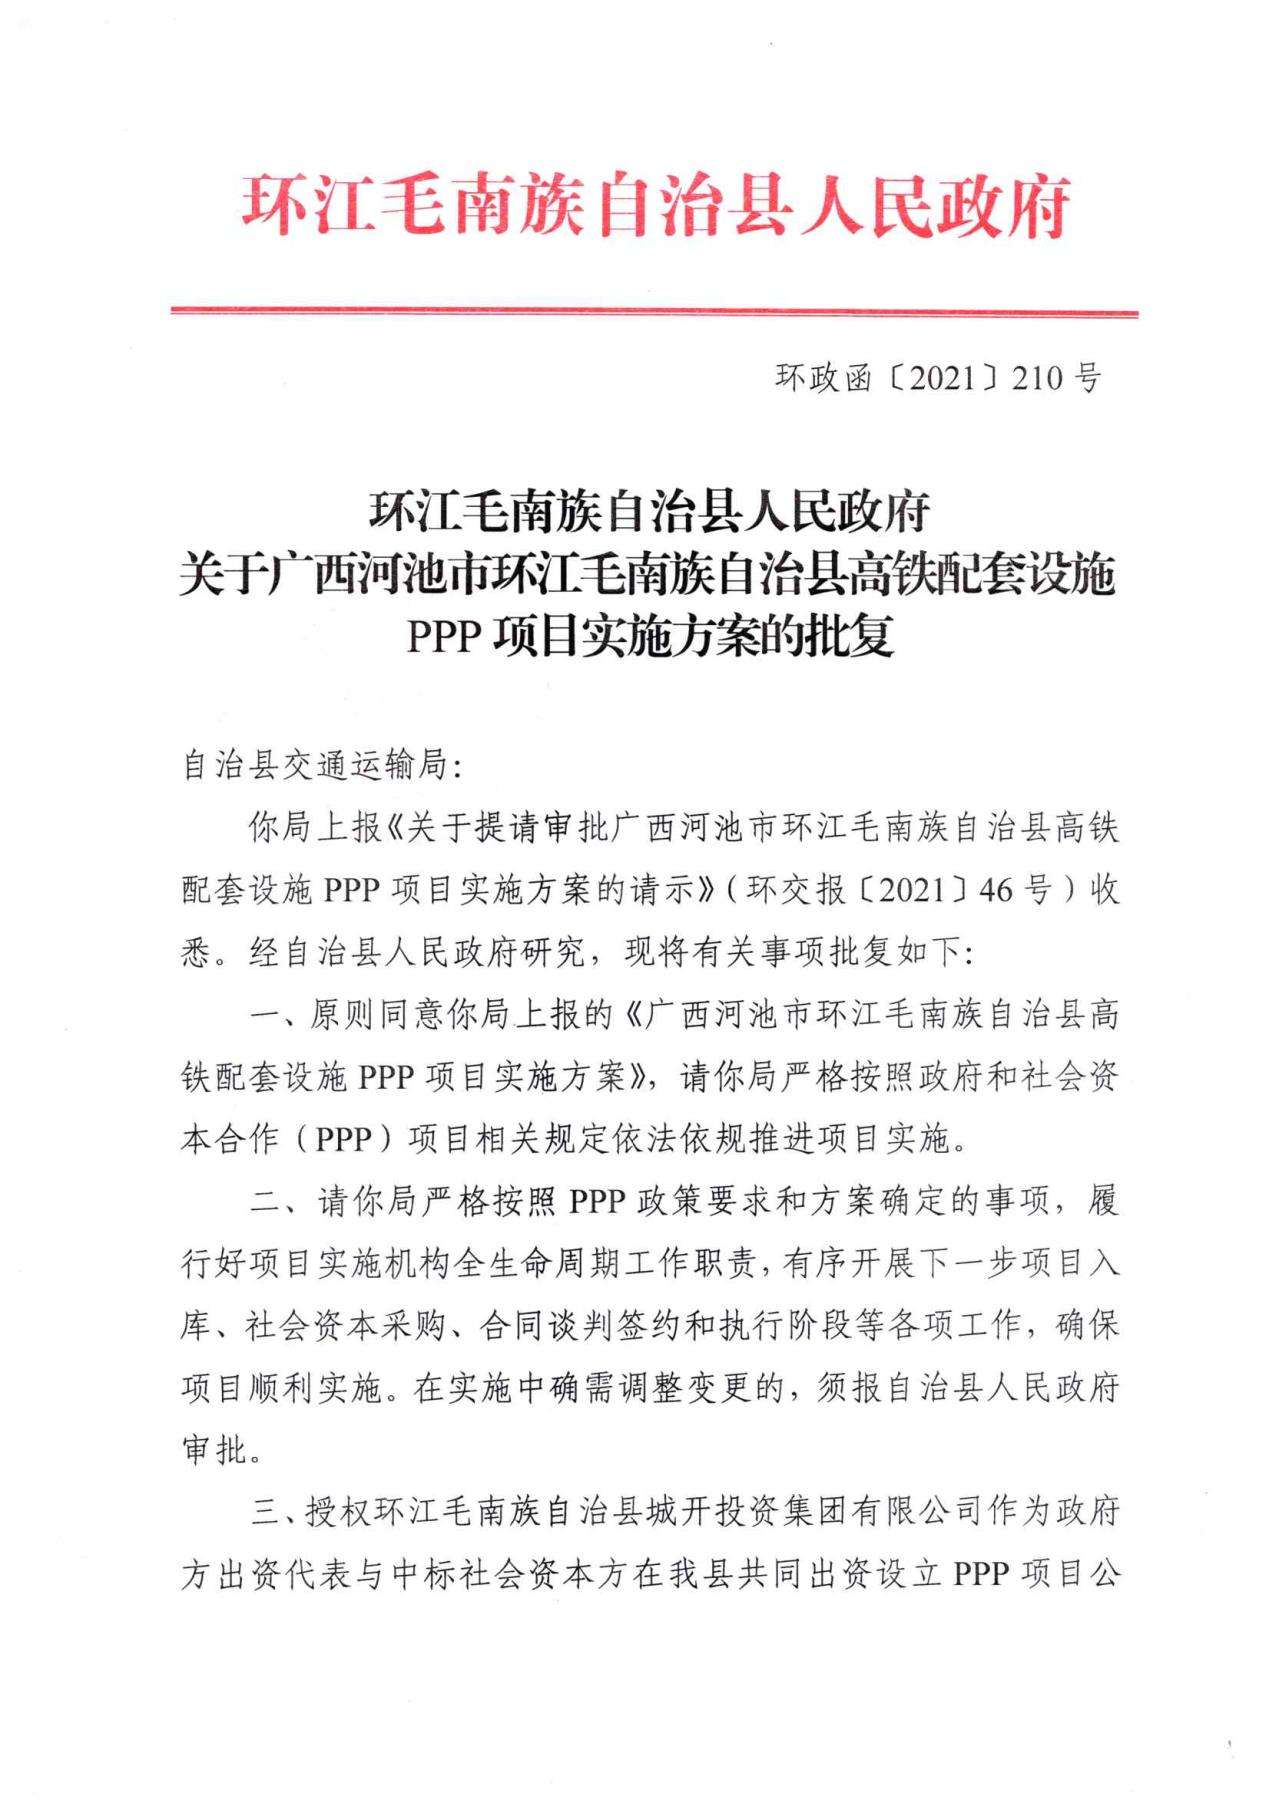 环江毛南族自治县人民政府
环政函〔2021〕210号
环江毛南族自治县人民政府
关于广西河池市环江毛南族自治县高铁配套设施
PPP 项目实施方案的批复
自治县交通运输局：
你局上报《关于提请审批广西河池市环江毛南族自治县高铁
配套设施 PPP 项目实施方案的请示》（环交报〔2021〕46 号）收
悉。经自治县人民政府研究，现将有关事项批复如下：
一、原则同意你局上报的《广西河池市环江毛南族自治县高
铁配套设施 PPP 项目实施方案》，请你局严格按照政府和社会资
本合作（PPP）项目相关规定依法依规推进项目实施。
二、请你局严格按照 PPP 政策要求和方案确定的事项，履
行好项目实施机构全生命周期工作职责，有序开展下一步项目入
库、社会资本采购、合同谈判签约和执行阶段等各项工作，确保
项目顺利实施。在实施中确需调整变更的，须报自治县人民政府
审批。
三、授权环江毛南族自治县城开投资集团有限公司作为政府
方出资代表与中标社会资本方在我县共同出资设立 PPP 项目公